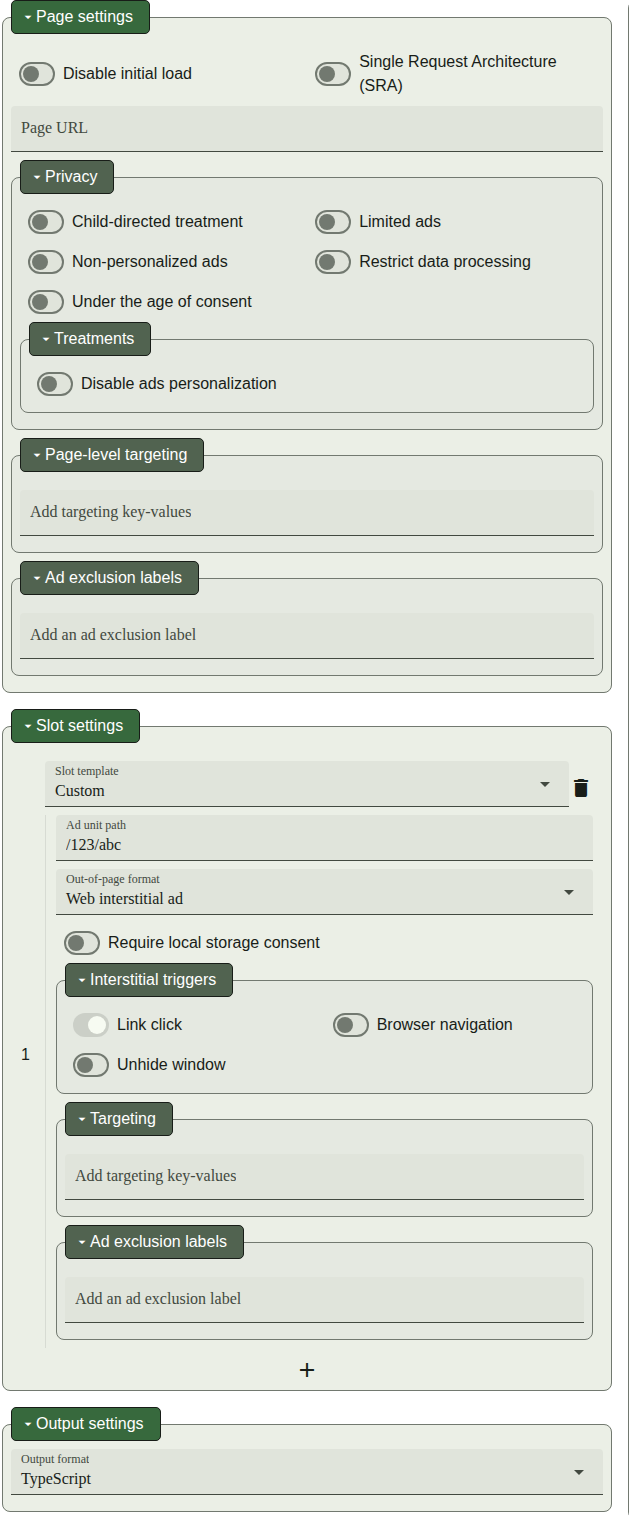 Page settings
Disable initial load
Single Request Architecture
(SRA)
Page URL
Privacy
Child-directed treatment
Limited ads
Non-personalized ads
Restrict data processing
Under the age of consent
Treatments
Disable ads personalization
Page-level targeting
Add targeting key-values
Ad exclusion labels
Add an ad exclusion label
Slot settings
Slot template
Custom
Ad unit path
/123/abc
Out-of-page format
Web interstitial ad
Require local storage consent
Interstitial triggers
Link click
Browser navigation
Unhide window
1
Targeting
Add targeting key-values
Ad exclusion labels
Add an ad exclusion label
+
Output settings
Output format
TypeScript